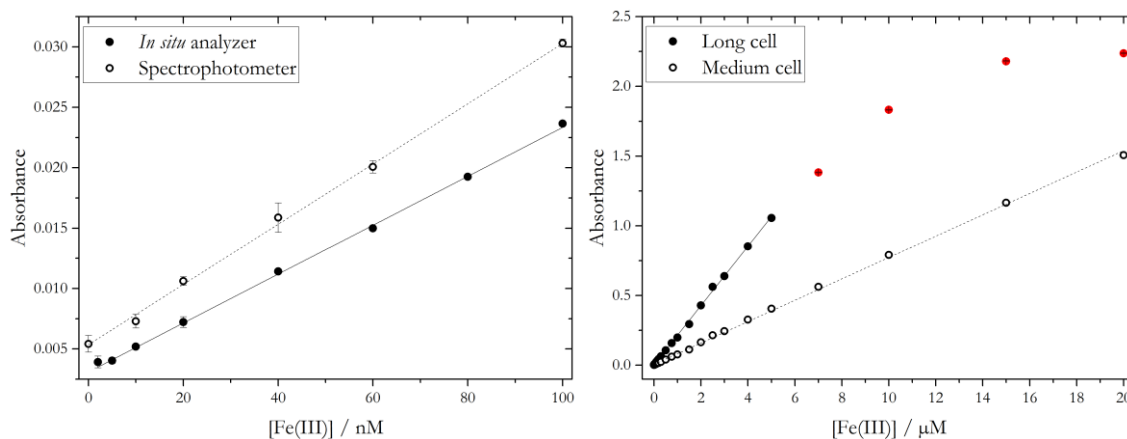 In situ analyzer
Spectrophotometer
Absorbance
0.030
0.025
0.020
0.015
0.010
0.005
0 20 40 60 80 100
[Fe(III)] / nM
Long cell
Medium cell
Absorbance
2.5
2.0
1.5
1.0
0.5
0.0
0 2 4 6 8 10 12 14 16 18 20
[Fe(III)] / μM